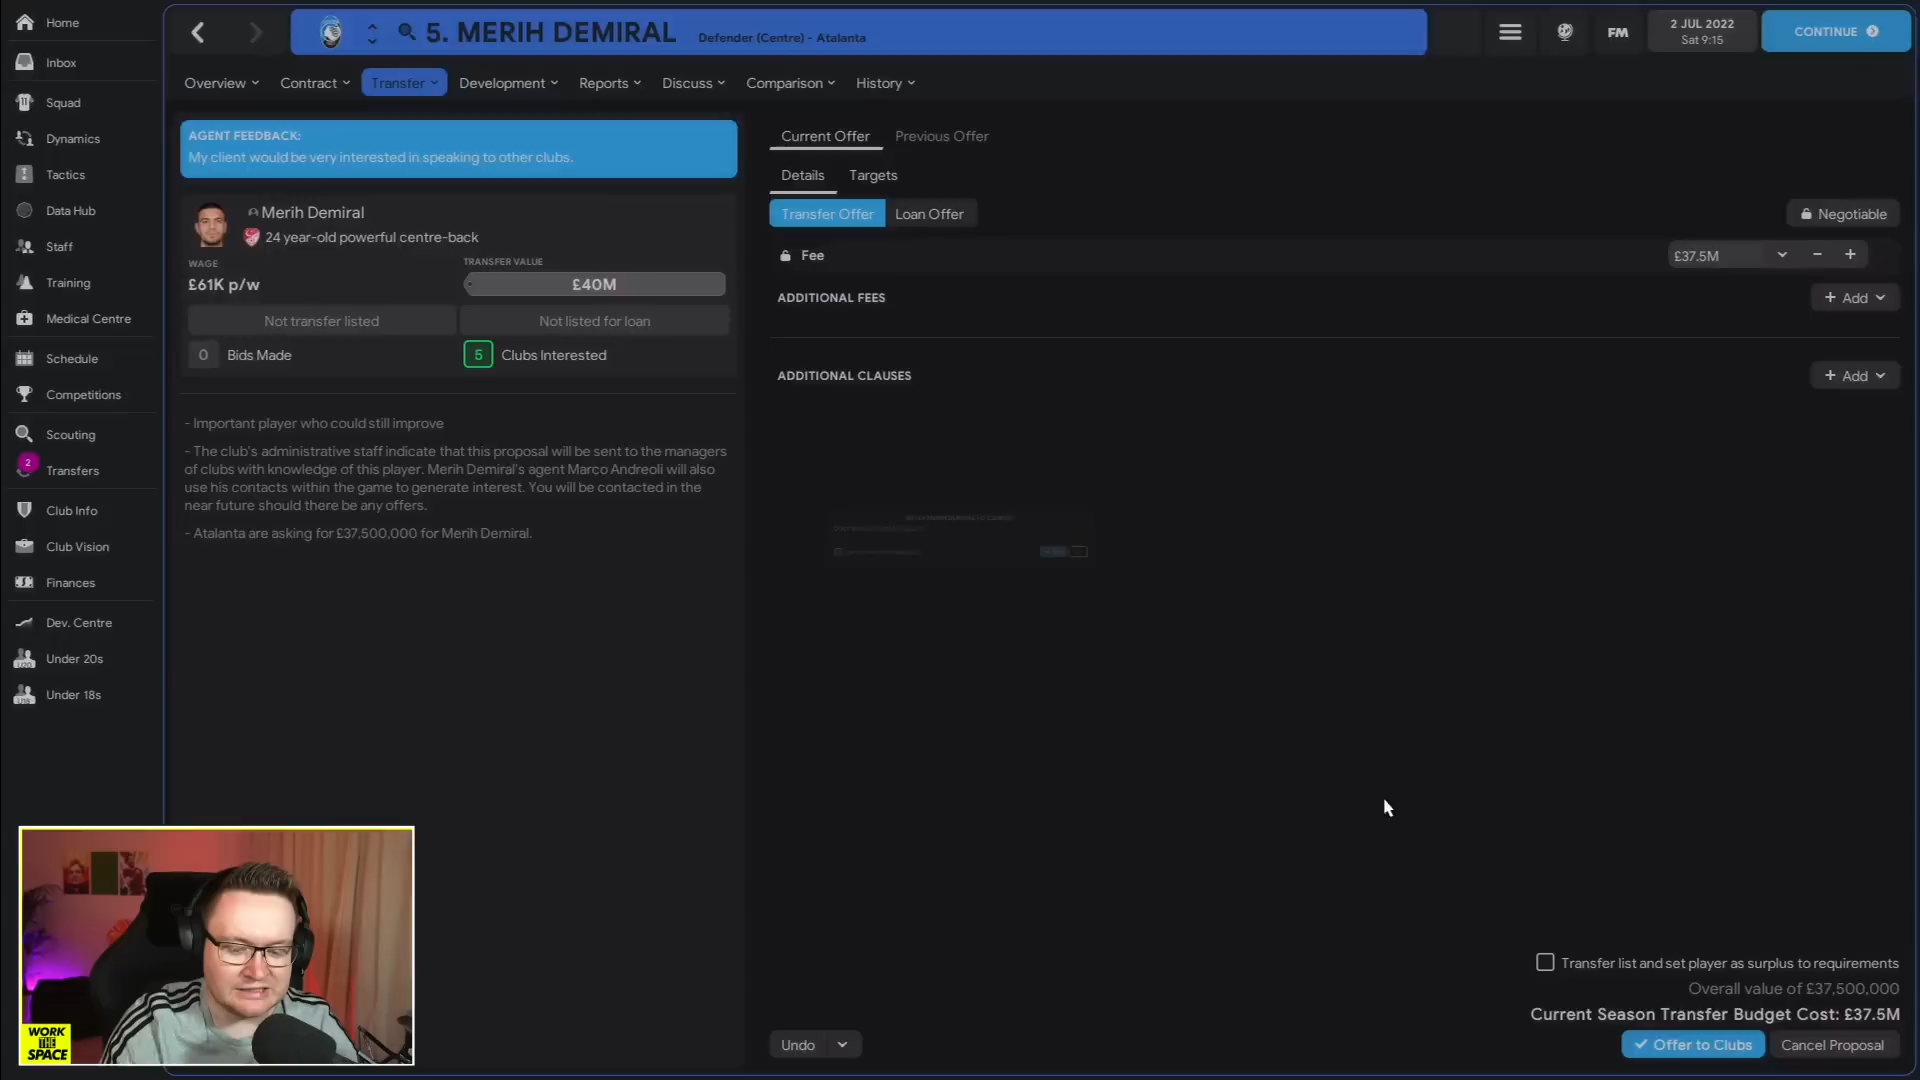 Home
Inbox
Squad
Dynamics
Tactics
Data Hub
Staff
Training
Medical Centre
Schedule
Competitions
Scouting
2
Transfers
Club Info
Club Vision
Finances
Dev. Centre
Under 20s
Under 18s
5. MERIH DEMIRAL
Defender (Centre) - Atalanta
FM
2 JUL 2022
Sat 9:15
CONTINUE
Overview
Contract
Transfer
Development
Reports
Discuss
Comparison
History
AGENT FEEDBACK:
My client would be very interested in speaking to other clubs.
Merih Demiral
24 year-old powerful centre-back
WAGE
£61K p/w
TRANSFER VALUE
£40M
Not transfer listed
Not listed for loan
0 Bids Made
5 Clubs Interested
- Important player who could still improve
- The club's administrative staff indicate that this proposal will be sent to the managers
of clubs with knowledge of this player. Merih Demiral's agent Marco Andreoli will also
use his contacts within the game to generate interest. You will be contacted in the
near future should there be any offers.
- Atalanta are asking for £37,500,000 for Merih Demiral.
Current Offer
Previous Offer
Details
Targets
Transfer Offer
Loan Offer
Negotiable
Fee
£37.5M
ADDITIONAL FEES
+ Add
ADDITIONAL CLAUSES
+ Add
Transfer list and set player as surplus to requirements
Overall value of £37,500,000
Current Season Transfer Budget Cost: £37.5M
Undo
Offer to Clubs
Cancel Proposal
WORK
THE
SPACE